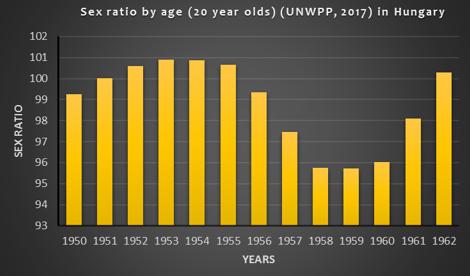 Sex ratio by age (20 year olds) (UNWPP, 2017) in Hungary
102
101
100
99
98
97
96
95
94
93
SEX RATIO
1950 1951 1952 1953 1954 1955 1956 1957 1958 1959 1960 1961 1962
YEARS